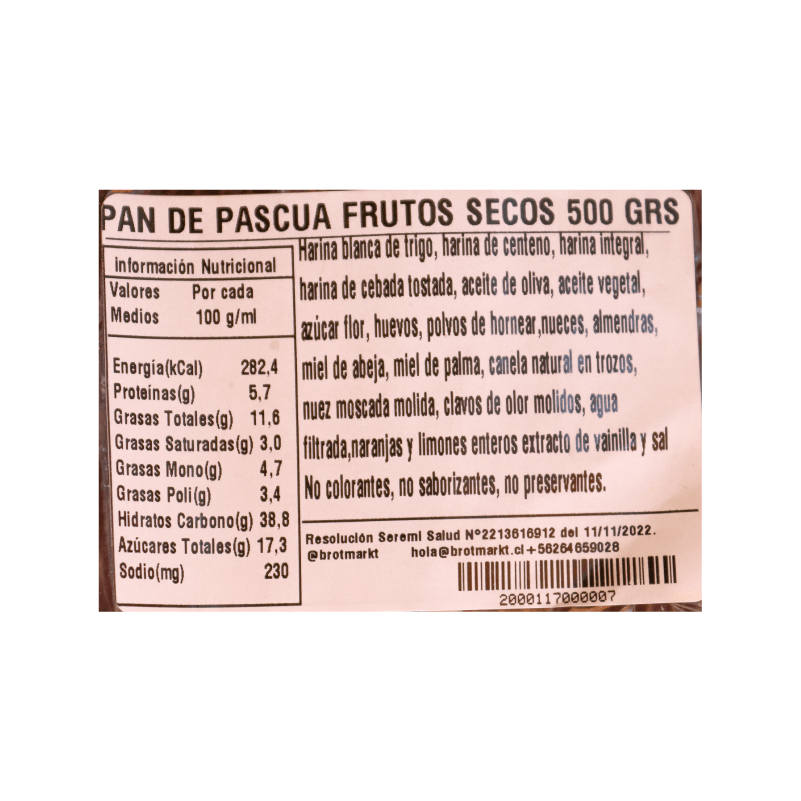 PAN DE PASCUA FRUTOS SECOS 500 GRS
Información Nutricional
Valores Por cada
Medios 100 g/ml
Energía(kCal) 282,4
Proteínas(g) 5,7
Grasas Totales(g) 11,6
Grasas Saturadas(g) 3,0
Grasas Mono(g) 4,7
Grasas Poli(g) 3,4
Hidratos Carbono(g) 38,8
Azúcares Totales(g) 17,3
Sodio(mg) 230
Harina blanca de trigo, harina de centeno, harina integral,
harina de cebada tostada, aceite de oliva, aceite vegetal,
azúcar flor, huevos, polvos de hornear,nueces, almendras,
miel de abeja, miel de palma, canela natural en trozos,
nuez moscada molida, clavos de olor molidos, agua
filtrada,naranjas y limones enteros extracto de vainilla y sal
No colorantes, no saborizantes, no preservantes.
Resolución Seremi Salud Nº2213616912 del 11/11/2022.
@brotmarkt hola@brotmarkt.cl+56264659028
2000117000007